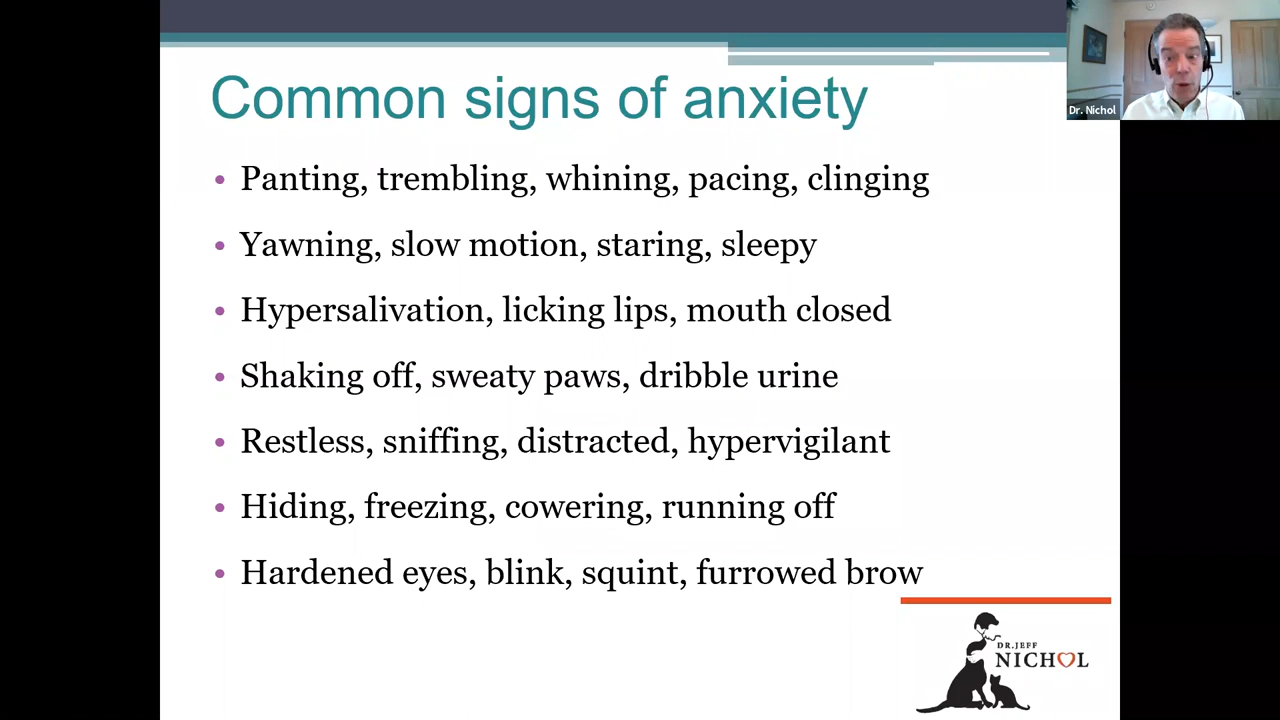 Common signs of anxiety
Dr. Nichol
• Panting, trembling, whining, pacing, clinging
• Yawning, slow motion, staring, sleepy
• Hypersalivation, licking lips, mouth closed
• Shaking off, sweaty paws, dribble urine
• Restless, sniffing, distracted, hypervigilant
• Hiding, freezing, cowering, running off
• Hardened eyes, blink, squint, furrowed brow
DR. JEFF
NICHOL